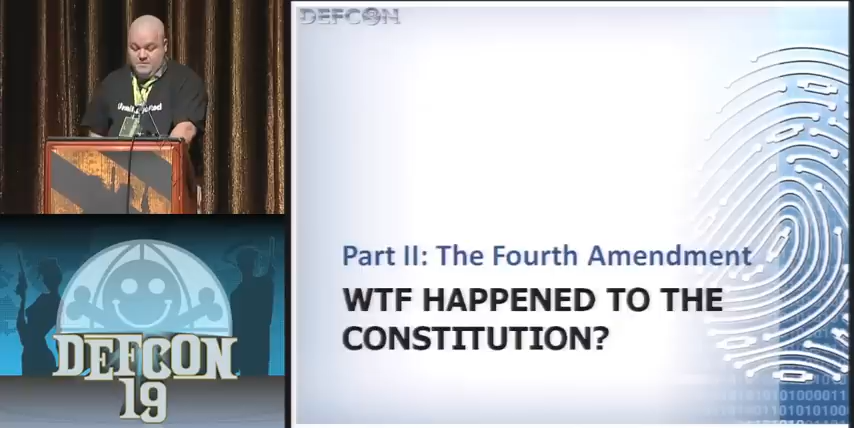 DEFCON
Part II: The Fourth Amendment
WTF HAPPENED TO THE
CONSTITUTION?
DEFCON
19